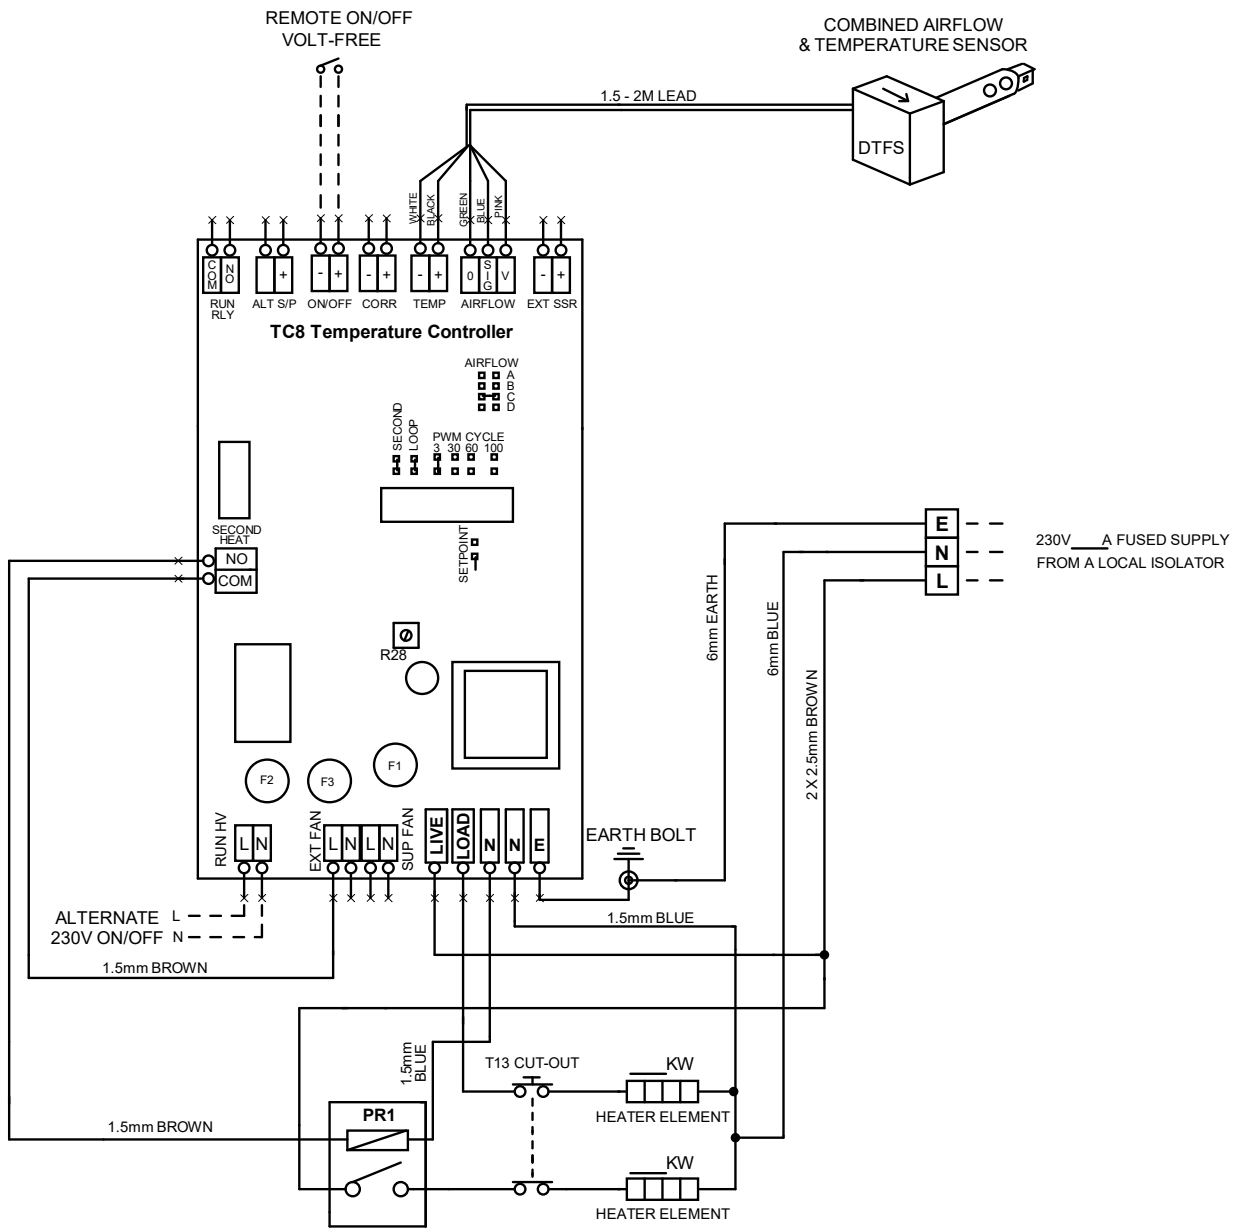 REMOTE ON/OFF
VOLT-FREE
COMBINED AIRFLOW
& TEMPERATURE SENSOR
1.5 - 2M LEAD
DTFS
WHITE
BLACK
GREEN
BLUE
PINK
COM
NO
+
- +
- +
- +
0
SIG
V
- +
RUN
RLY
ALT S/P
ON/OFF
CORR
TEMP
AIRFLOW
EXT SSR
TC8 Temperature Controller
AIRFLOW
A
B
C
D
SECOND
LOOP
PWM CYCLE
3 30 60 100
SETPOINT
SECOND
HEAT
NO
COM
E
N
L
230V A FUSED SUPPLY
FROM A LOCAL ISOLATOR
6mm EARTH
6mm BLUE
2 X 2.5mm BROWN
R28
F2
F3
F1
RUN HV
L N
EXT FAN
L N L N
SUP FAN
LIVE
LOAD
N
N
E
EARTH BOLT
ALTERNATE L
230V ON/OFF N
1.5mm BLUE
1.5mm BROWN
1.5mm
BLUE
T13 CUT-OUT
KW
HEATER ELEMENT
PR1
1.5mm BROWN
KW
HEATER ELEMENT